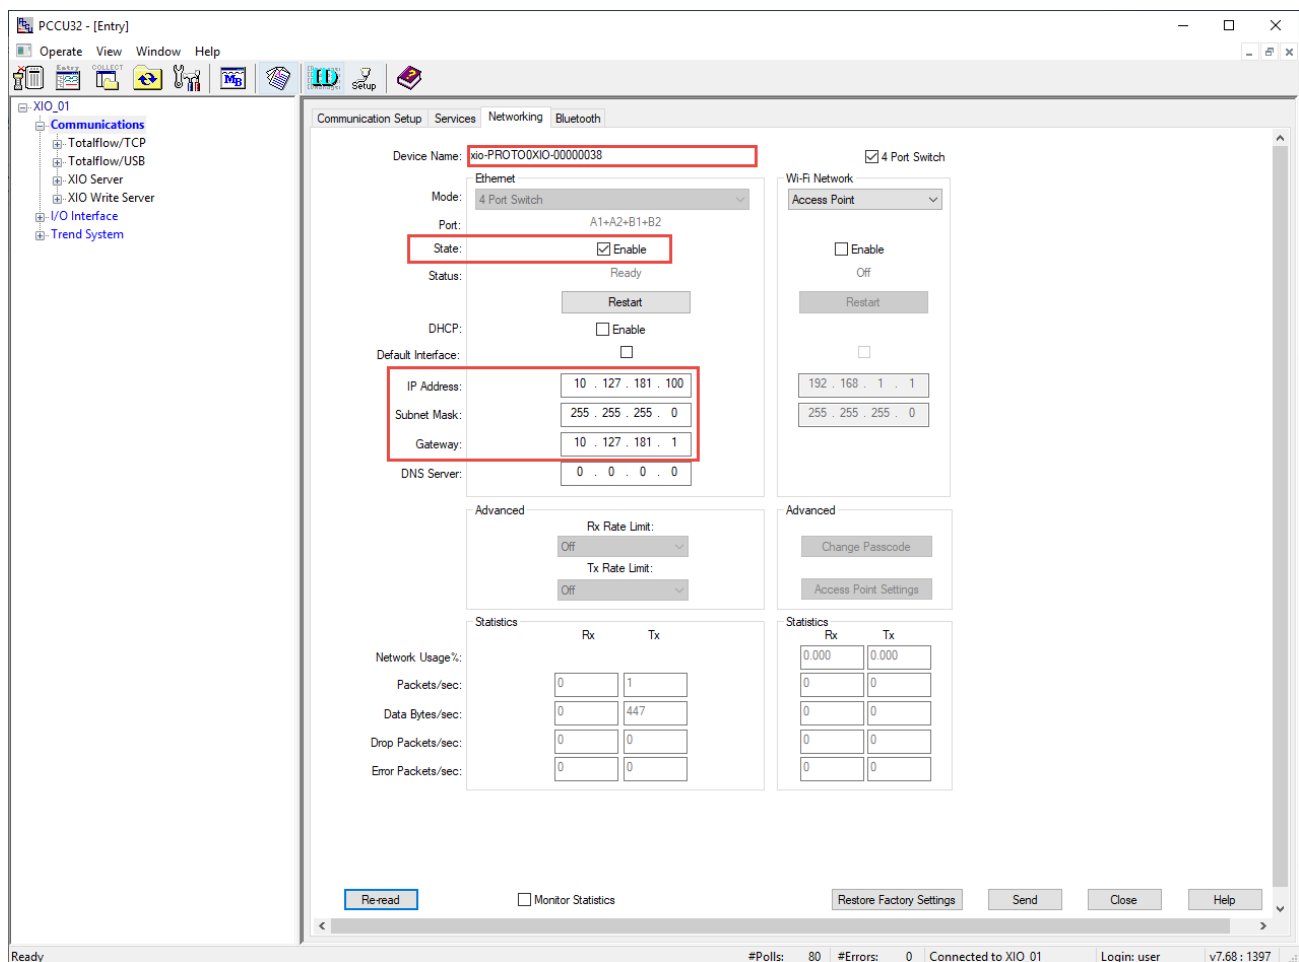 PCCU32 - [Entry]
Operate View Window Help
Entry COLLECT MB Setup
XIO_01
Communications
Totalflow/TCP
Totalflow/USB
XIO Server
XIO Write Server
I/O Interface
Trend System
Communication Setup Services Networking Bluetooth
Device Name: xio-PROTO0XIO-00000038 4 Port Switch
Ethernet Wi-Fi Network
Mode: 4 Port Switch Access Point
Port: A1+A2+B1+B2
State: Enable Enable
Status: Ready Off
Restart Restart
DHCP: Enable
Default Interface:
IP Address: 10 . 127 . 181 . 100 192 . 168 . 1 . 1
Subnet Mask: 255 . 255 . 255 . 0 255 . 255 . 255 . 0
Gateway: 10 . 127 . 181 . 1
DNS Server: 0 . 0 . 0 . 0
Advanced Advanced
Rx Rate Limit:
Off Change Passcode
Tx Rate Limit:
Off Access Point Settings
Statistics Statistics
Rx Tx Rx Tx
Network Usage%: 0.000 0.000
Packets/sec: 0 1 0 0
Data Bytes/sec: 0 447 0 0
Drop Packets/sec: 0 0 0 0
Error Packets/sec: 0 0 0 0
Re-read Monitor Statistics Restore Factory Settings Send Close Help
Ready #Polls: 80 #Errors: 0 Connected to XIO_01 Login: user v7.68 : 1397